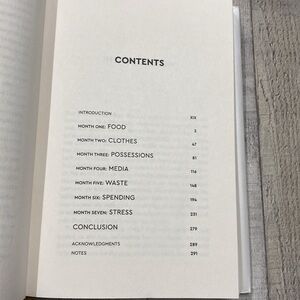 CONTENTS
INTRODUCTION XIX
MONTH ONE: FOOD 3
MONTH TWO: CLOTHES 47
MONTH THREE: POSSESSIONS 81
MONTH FOUR: MEDIA 116
MONTH FIVE: WASTE 148
MONTH SIX: SPENDING 194
MONTH SEVEN: STRESS 231
CONCLUSION 279
ACKNOWLEDGMENTS 289
NOTES 291